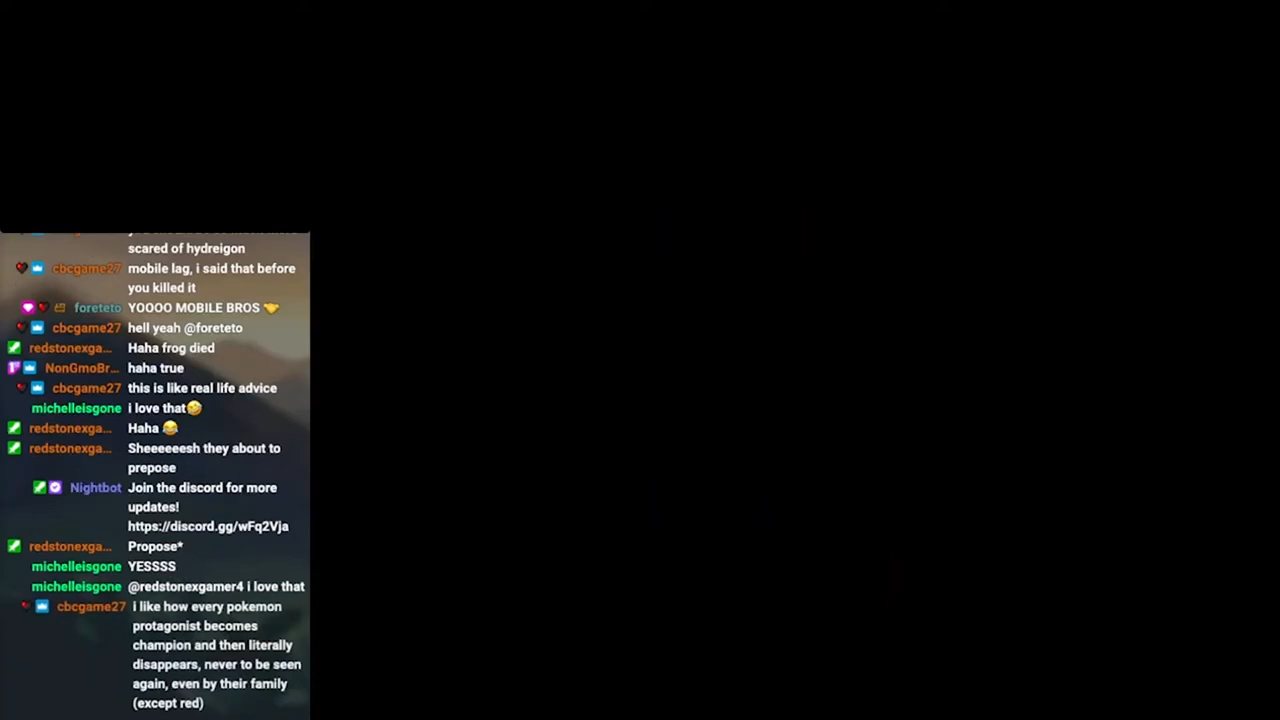 scared of hydreigon
cbcgame27 mobile lag, i said that before
you killed it
foreteto YOOOO MOBILE BROS
cbcgame27 hell yeah @foreteto
redstonexga... Haha frog died
NonGmoBr... haha true
cbcgame27 this is like real life advice
michelleisgone i love that🤣
redstonexga... Haha 😂
redstonexga... Sheeeeeesh they about to
prepose
Nightbot Join the discord for more
updates!
https://discord.gg/wFq2Vja
redstonexga... Propose*
michelleisgone YESSSS
michelleisgone @redstonexgamer4 i love that
cbcgame27 i like how every pokemon
protagonist becomes
champion and then literally
disappears, never to be seen
again, even by their family
(except red)